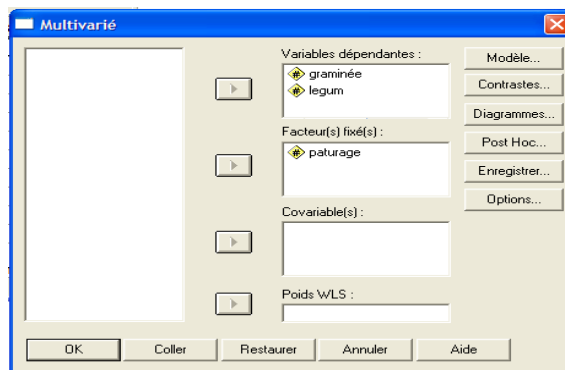 Multivarié
Variables dépendantes :
graminée
legum
Facteur(s) fixé(s) :
paturage
Covariable(s) :
Poids WLS :
Modèle...
Contrastes...
Diagrammes...
Post Hoc...
Enregistrer...
Options...
OK
Coller
Restaurer
Annuler
Aide